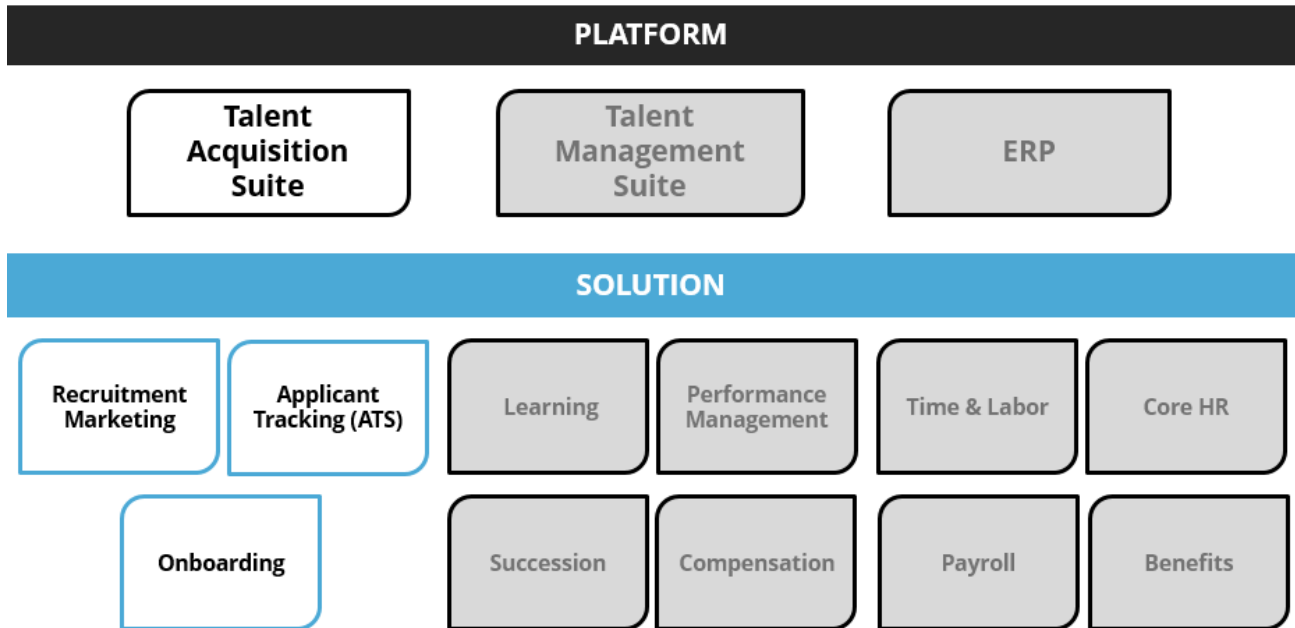 PLATFORM
Talent
Acquisition
Suite
Talent
Management
Suite
ERP
SOLUTION
Recruitment
Marketing
Applicant
Tracking (ATS)
Learning
Performance
Management
Time & Labor
Core HR
Onboarding
Succession
Compensation
Payroll
Benefits